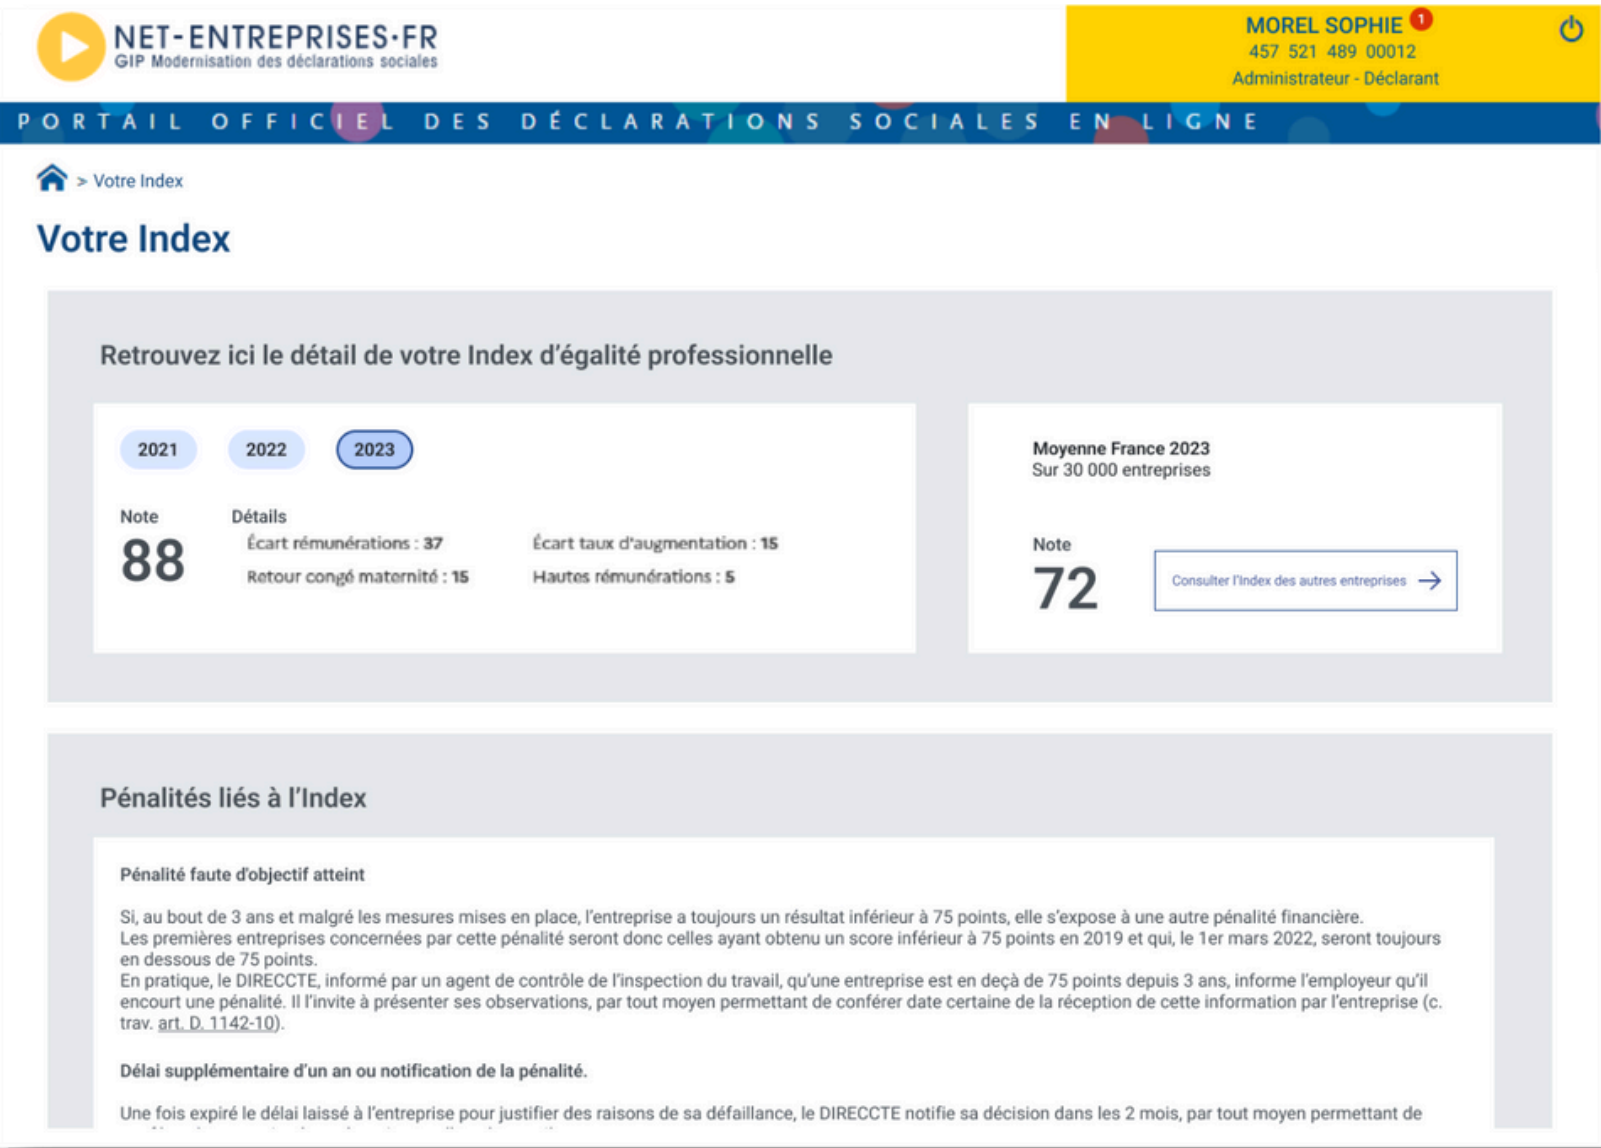 NET-ENTREPRISES·FR
GIP Modernisation des déclarations sociales
MOREL SOPHIE 1
457 521 489 00012
Administrateur - Déclarant
PORTAIL OFFICIEL DES DÉCLARATIONS SOCIALES EN LIGNE
> Votre Index
Votre Index
Retrouvez ici le détail de votre Index d'égalité professionnelle
2021 2022 2023
Note Détails
88
Écart rémunérations : 37 Écart taux d'augmentation : 15
Retour congé maternité : 15 Hautes rémunérations : 5
Moyenne France 2023
Sur 30 000 entreprises
Note
72
Consulter l'Index des autres entreprises →
Pénalités liés à l'Index
Pénalité faute d'objectif atteint
Si, au bout de 3 ans et malgré les mesures mises en place, l'entreprise a toujours un résultat inférieur à 75 points, elle s'expose à une autre pénalité financière.
Les premières entreprises concernées par cette pénalité seront donc celles ayant obtenu un score inférieur à 75 points en 2019 et qui, le 1er mars 2022, seront toujours
en dessous de 75 points.
En pratique, le DIRECCTE, informé par un agent de contrôle de l'inspection du travail, qu'une entreprise est en deçà de 75 points depuis 3 ans, informe l'employeur qu'il
encourt une pénalité. Il l'invite à présenter ses observations, par tout moyen permettant de conférer date certaine de la réception de cette information par l'entreprise (c.
trav. art. D. 1142-10).
Délai supplémentaire d'un an ou notification de la pénalité.
Une fois expiré le délai laissé à l'entreprise pour justifier des raisons de sa défaillance, le DIRECCTE notifie sa décision dans les 2 mois, par tout moyen permettant de